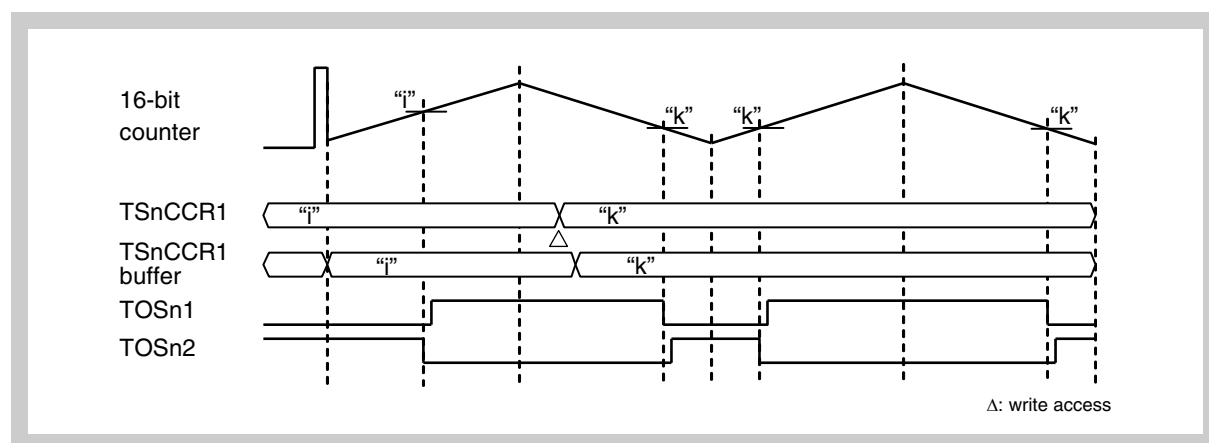 16-bit
counter
“i”
“k”
“k”
“k”
TSnCCR1
“i”
“k”
TSnCCR1
buffer
“i”
“k”
TOSn1
TOSn2
Δ: write access